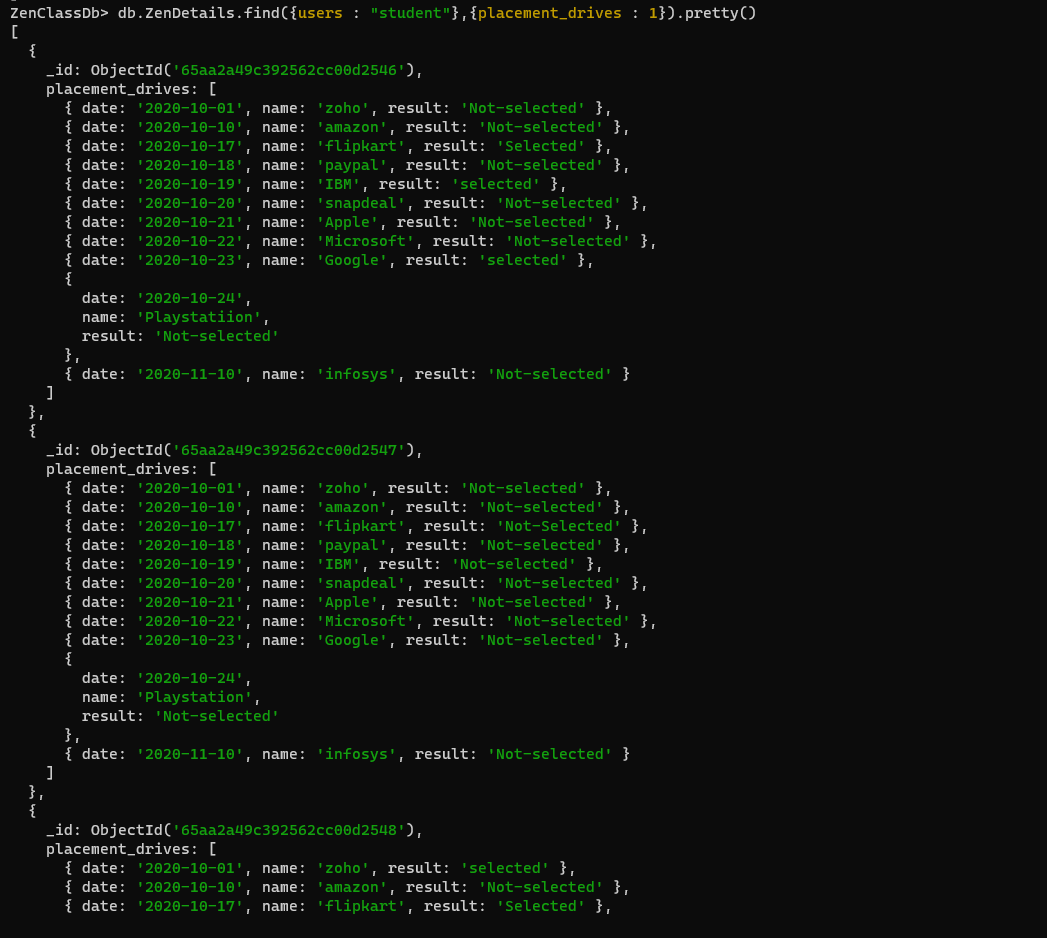 ZenClassDb> db.ZenDetails.find({users : "student"},{placement_drives : 1}).pretty()
[
  {
    _id: ObjectId('65aa2a49c392562cc00d2546'),
    placement_drives: [
      { date: '2020-10-01', name: 'zoho', result: 'Not-selected' },
      { date: '2020-10-10', name: 'amazon', result: 'Not-selected' },
      { date: '2020-10-17', name: 'flipkart', result: 'Selected' },
      { date: '2020-10-18', name: 'paypal', result: 'Not-selected' },
      { date: '2020-10-19', name: 'IBM', result: 'selected' },
      { date: '2020-10-20', name: 'snapdeal', result: 'Not-selected' },
      { date: '2020-10-21', name: 'Apple', result: 'Not-selected' },
      { date: '2020-10-22', name: 'Microsoft', result: 'Not-selected' },
      { date: '2020-10-23', name: 'Google', result: 'selected' },
      {
        date: '2020-10-24',
        name: 'Playstatiion',
        result: 'Not-selected'
      },
      { date: '2020-11-10', name: 'infosys', result: 'Not-selected' }
    ]
  },
  {
    _id: ObjectId('65aa2a49c392562cc00d2547'),
    placement_drives: [
      { date: '2020-10-01', name: 'zoho', result: 'Not-selected' },
      { date: '2020-10-10', name: 'amazon', result: 'Not-selected' },
      { date: '2020-10-17', name: 'flipkart', result: 'Not-Selected' },
      { date: '2020-10-18', name: 'paypal', result: 'Not-selected' },
      { date: '2020-10-19', name: 'IBM', result: 'Not-selected' },
      { date: '2020-10-20', name: 'snapdeal', result: 'Not-selected' },
      { date: '2020-10-21', name: 'Apple', result: 'Not-selected' },
      { date: '2020-10-22', name: 'Microsoft', result: 'Not-selected' },
      { date: '2020-10-23', name: 'Google', result: 'Not-selected' },
      {
        date: '2020-10-24',
        name: 'Playstation',
        result: 'Not-selected'
      },
      { date: '2020-11-10', name: 'infosys', result: 'Not-selected' }
    ]
  },
  {
    _id: ObjectId('65aa2a49c392562cc00d2548'),
    placement_drives: [
      { date: '2020-10-01', name: 'zoho', result: 'selected' },
      { date: '2020-10-10', name: 'amazon', result: 'Not-selected' },
      { date: '2020-10-17', name: 'flipkart', result: 'Selected' },